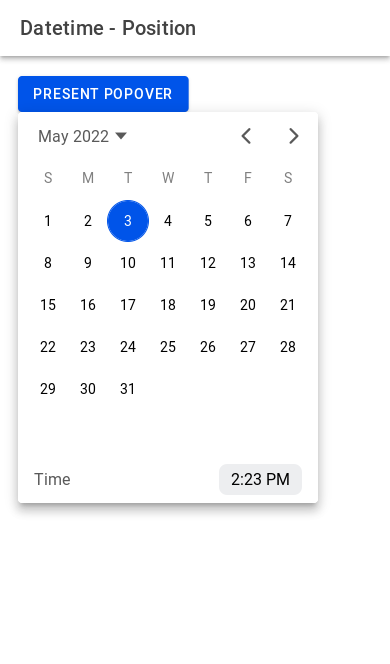 Datetime - Position
PRESENT POPOVER
May 2022
S M T W T F S
1 2 3 4 5 6 7
8 9 10 11 12 13 14
15 16 17 18 19 20 21
22 23 24 25 26 27 28
29 30 31
Time 2:23 PM